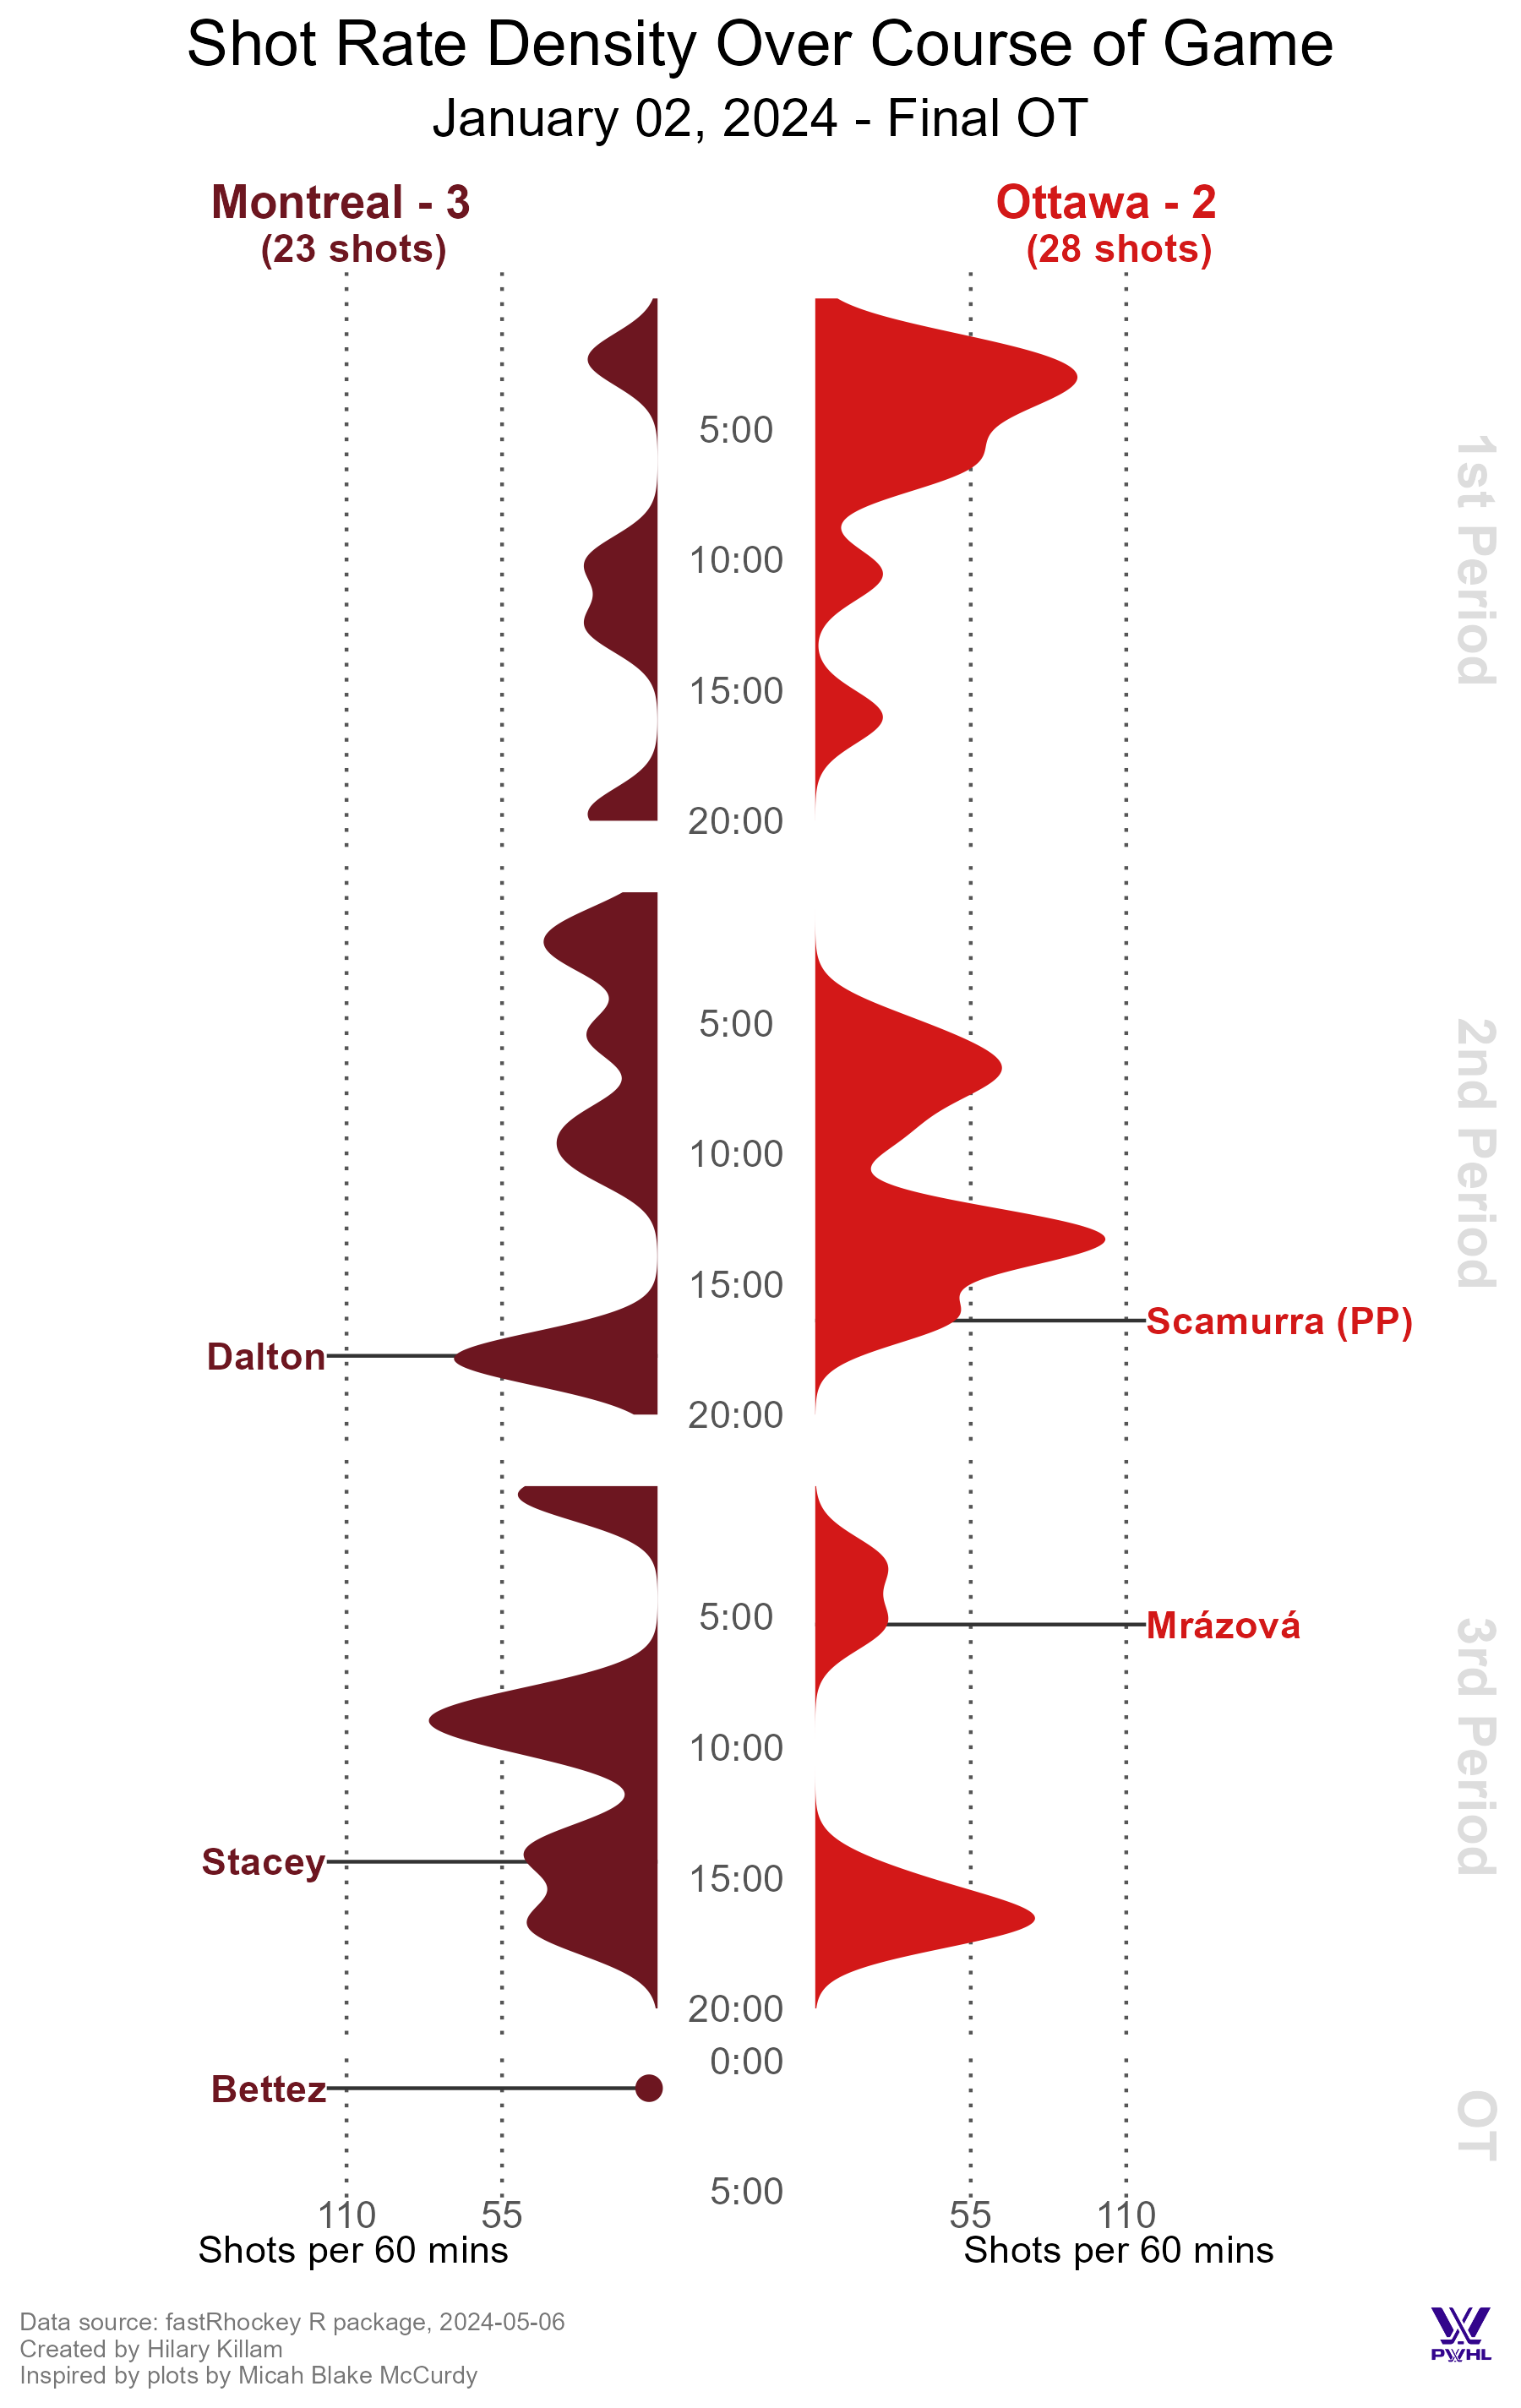 Shot Rate Density Over Course of Game
January 02, 2024 - Final OT
Montreal - 3
(23 shots)
Ottawa - 2
(28 shots)
5:00
10:00
15:00
20:00
1st Period
5:00
10:00
15:00
20:00
Scamurra (PP)
Dalton
2nd Period
5:00
10:00
15:00
20:00
Mrázová
Stacey
3rd Period
0:00
Bettez
5:00
OT
110 55 55 110
Shots per 60 mins Shots per 60 mins
Data source: fastRhockey R package, 2024-05-06
Created by Hilary Killam
Inspired by plots by Micah Blake McCurdy
PWHL